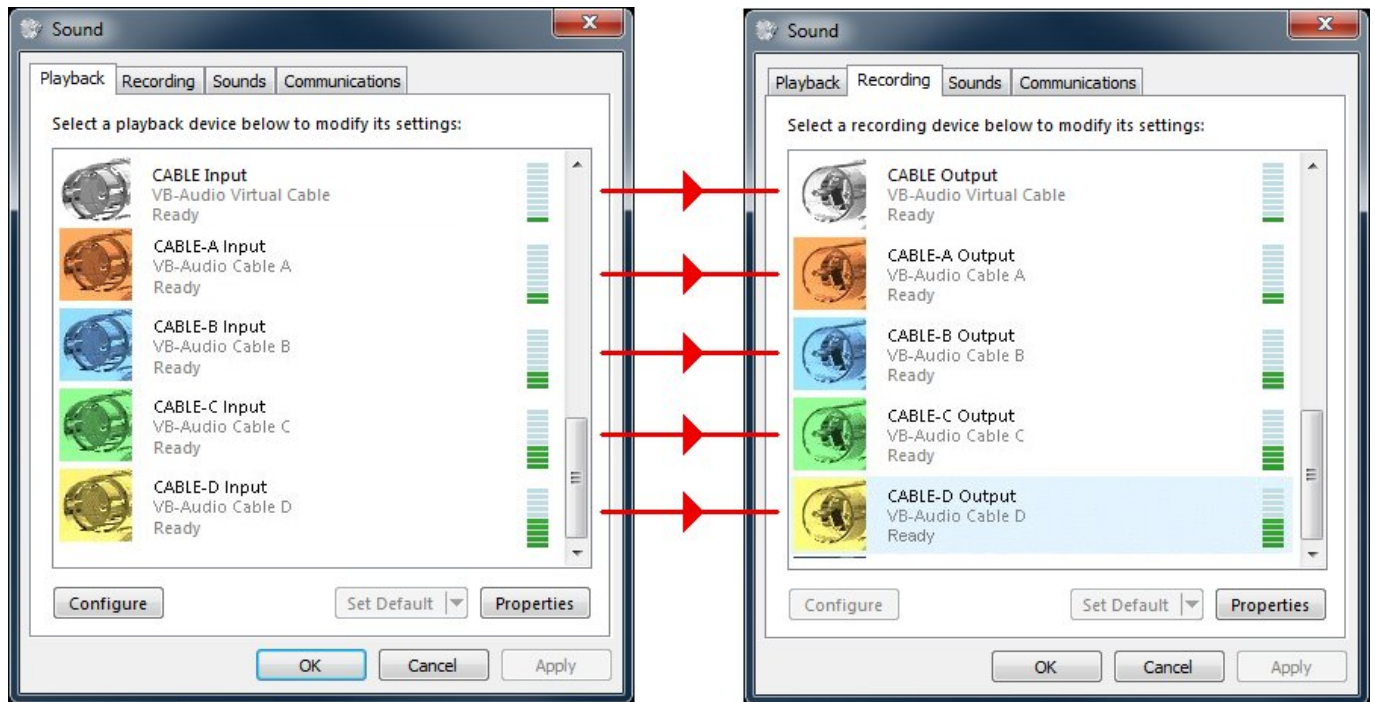 Sound
Playback Recording Sounds Communications
Select a playback device below to modify its settings:
CABLE Input
VB-Audio Virtual Cable
Ready
CABLE-A Input
VB-Audio Cable A
Ready
CABLE-B Input
VB-Audio Cable B
Ready
CABLE-C Input
VB-Audio Cable C
Ready
CABLE-D Input
VB-Audio Cable D
Ready
Configure Set Default Properties
OK Cancel Apply
Sound
Playback Recording Sounds Communications
Select a recording device below to modify its settings:
CABLE Output
VB-Audio Virtual Cable
Ready
CABLE-A Output
VB-Audio Cable A
Ready
CABLE-B Output
VB-Audio Cable B
Ready
CABLE-C Output
VB-Audio Cable C
Ready
CABLE-D Output
VB-Audio Cable D
Ready
Configure Set Default Properties
OK Cancel Apply